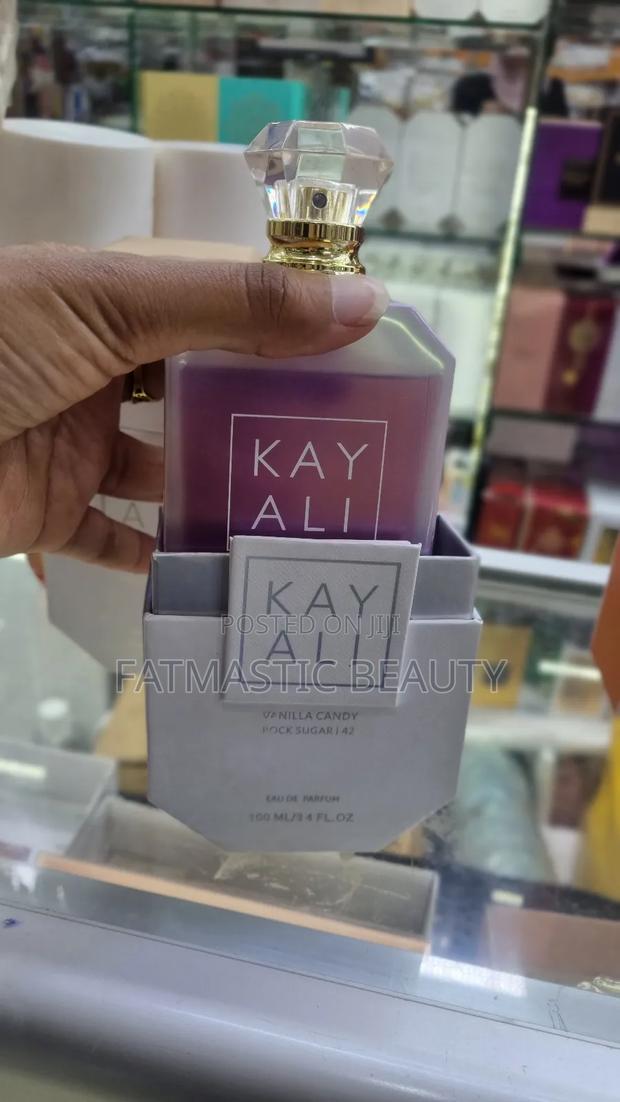 KAY
ALI
KAY
ALI
POSTED ON JIJI
FATMASTIC BEAUTY
VANILLA CANDY
ROCK SUGAR | 42
EAU DE PARFUM
100 ML/3.4 FL.OZ